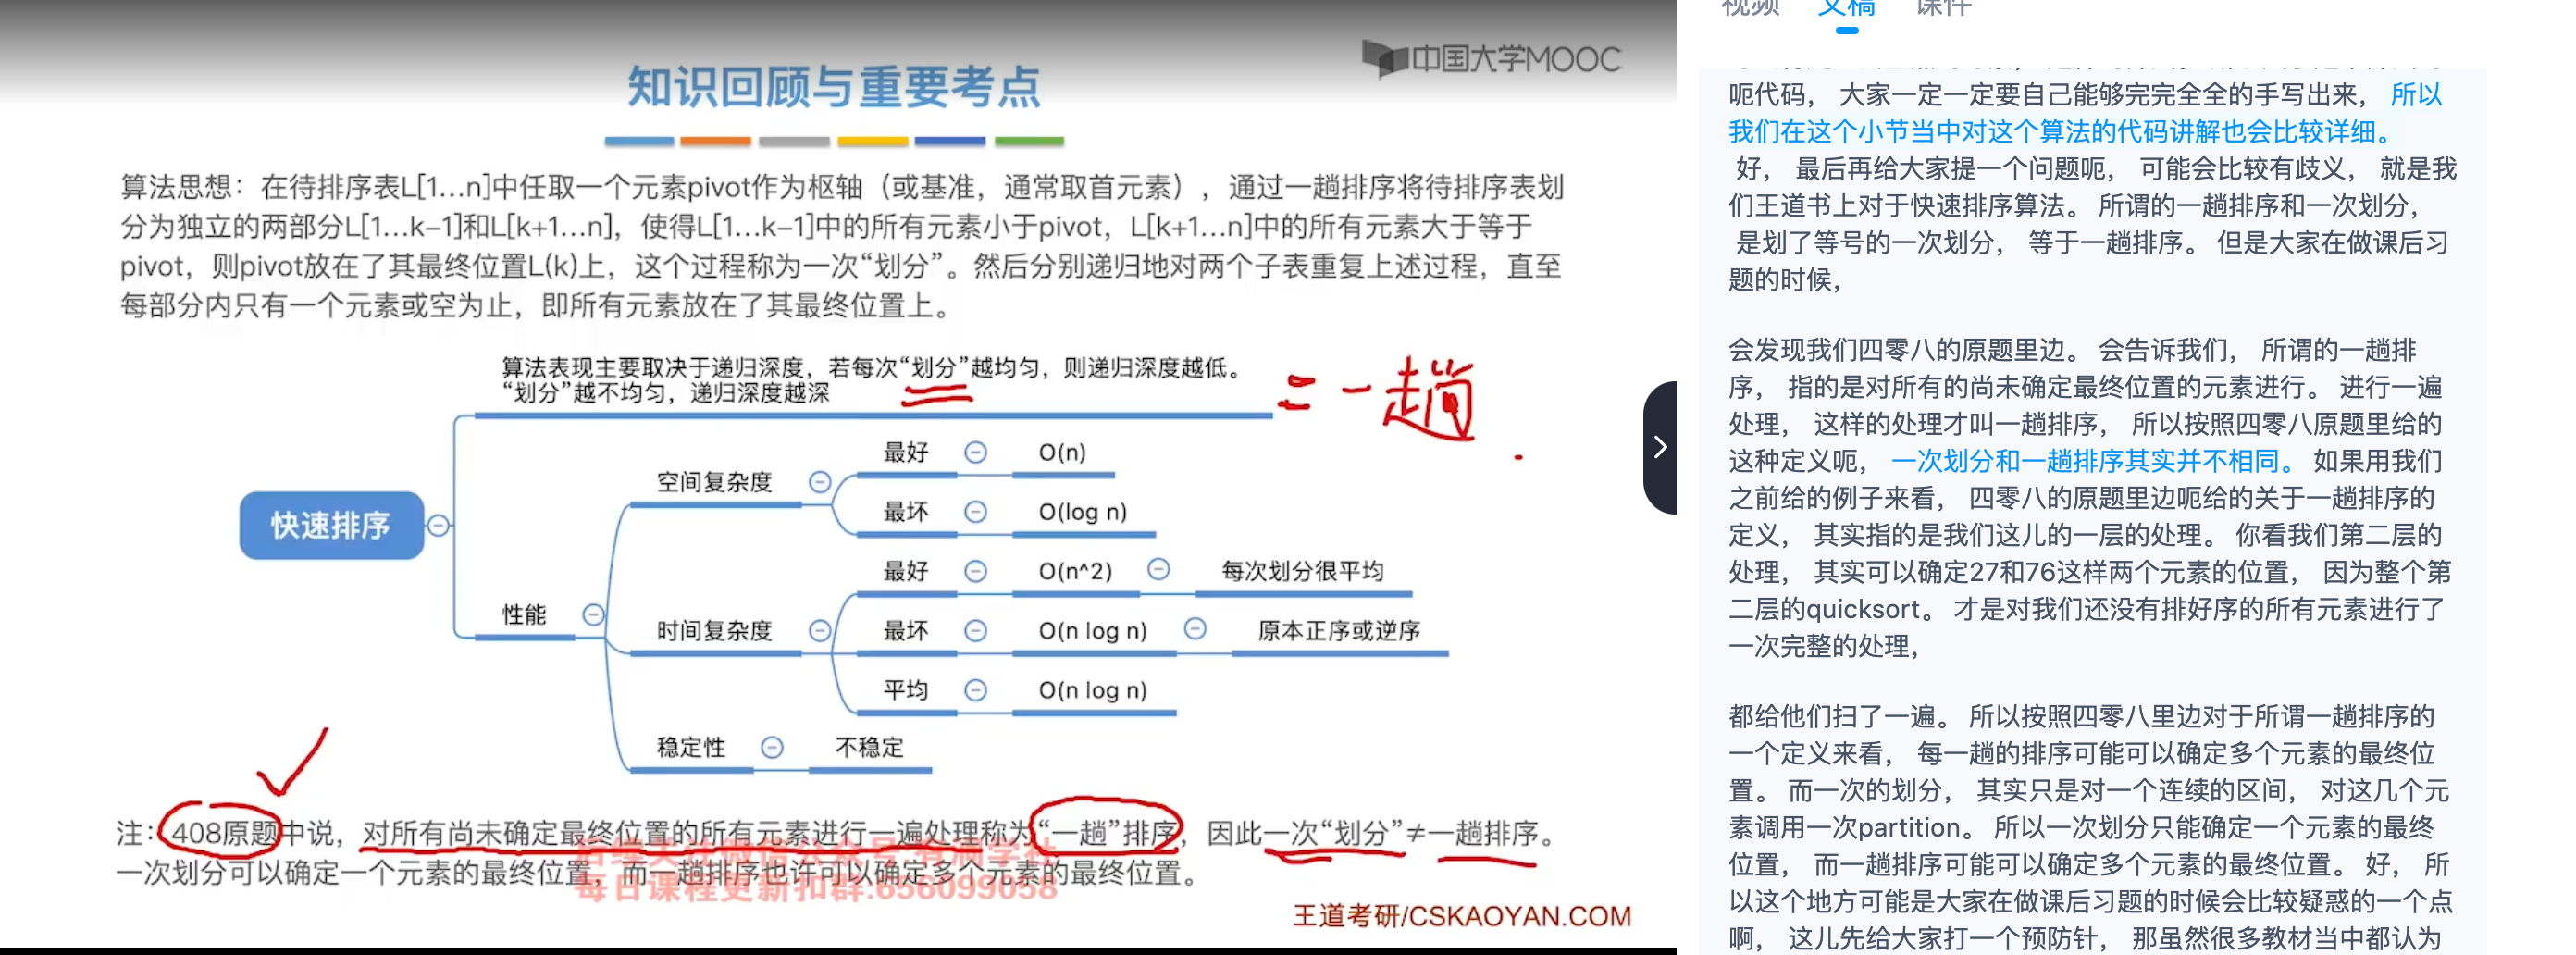 中国大学MOOC
知识回顾与重要考点
算法思想：在待排序表L[1…n]中任取一个元素pivot作为枢轴（或基准，通常取首元素），通过一趟排序将待排序表划
分为独立的两部分L[1…k-1]和L[k+1…n]，使得L[1…k-1]中的所有元素小于pivot，L[k+1…n]中的所有元素大于等于
pivot，则pivot放在了其最终位置L(k)上，这个过程称为一次“划分”。然后分别递归地对两个子表重复上述过程，直至
每部分内只有一个元素或空为止，即所有元素放在了其最终位置上。
算法表现主要取决于递归深度，若每次“划分”越均匀，则递归深度越低。
“划分”越不均匀，递归深度越深
= 一趟
快速排序
性能
空间复杂度
最好
O(n)
最坏
O(log n)
时间复杂度
最好
O(n^2)
每次划分很平均
最坏
O(n log n)
原本正序或逆序
平均
O(n log n)
稳定性
不稳定
注：408原题中说，对所有尚未确定最终位置的所有元素进行一遍处理称为“一趟”排序，因此一次“划分”≠一趟排序。
一次划分可以确定一个元素的最终位置，而一趟排序也许可以确定多个元素的最终位置。
每日课程更新扣群:656099058
王道考研/CSKAOYAN.COM
视频 文稿 课件
呃代码， 大家一定一定要自己能够完完全全的手写出来， 所以
我们在这个小节当中对这个算法的代码讲解也会比较详细。
好， 最后再给大家提一个问题呃， 可能会比较有歧义， 就是我
们王道书上对于快速排序算法。 所谓的一趟排序和一次划分，
是划了等号的一次划分， 等于一趟排序。 但是大家在做课后习
题的时候，
会发现我们四零八的原题里边。 会告诉我们， 所谓的一趟排
序， 指的是对所有的尚未确定最终位置的元素进行。 进行一遍
处理， 这样的处理才叫一趟排序， 所以按照四零八原题里给的
这种定义呃， 一次划分和一趟排序其实并不相同。 如果用我们
之前给的例子来看， 四零八的原题里边呃给的关于一趟排序的
定义， 其实指的是我们这儿的一层的处理。 你看我们第二层的
处理， 其实可以确定27和76这样两个元素的位置， 因为整个第
二层的quicksort。 才是对我们还没有排好序的所有元素进行了
一次完整的处理，
都给他们扫了一遍。 所以按照四零八里边对于所谓一趟排序的
一个定义来看， 每一趟的排序可能可以确定多个元素的最终位
置。 而一次的划分， 其实只是对一个连续的区间， 对这几个元
素调用一次partition。 所以一次划分只能确定一个元素的最终
位置， 而一趟排序可能可以确定多个元素的最终位置。 好， 所
以这个地方可能是大家在做课后习题的时候会比较疑惑的一个点
啊， 这儿先给大家打一个预防针， 那虽然很多教材当中都认为